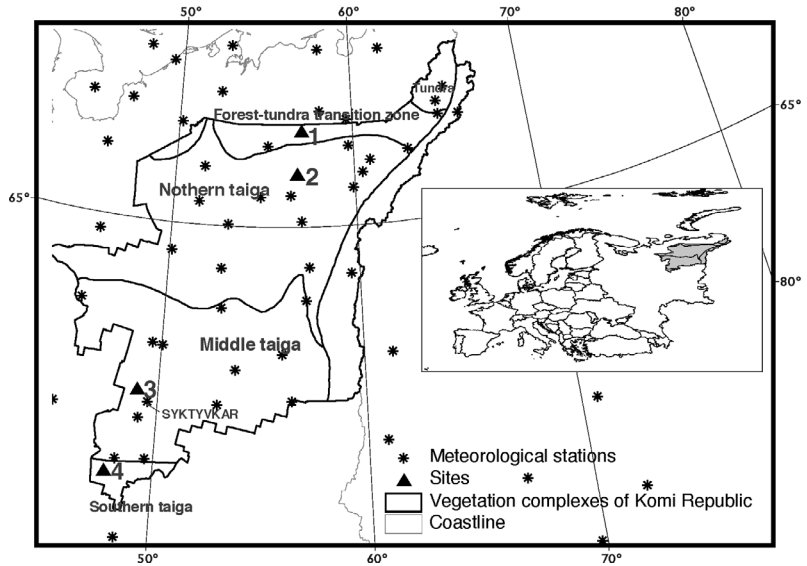 50°
60°
70°
80°
65°
Tundra
Forest-tundra transition zone
1
2
Nothern taiga
65°
80°
Middle taiga
3
SYKTYVKAR
Meteorological stations
4
Sites
Vegetation complexes of Komi Republic
Southern taiga
Coastline
50°
60°
70°